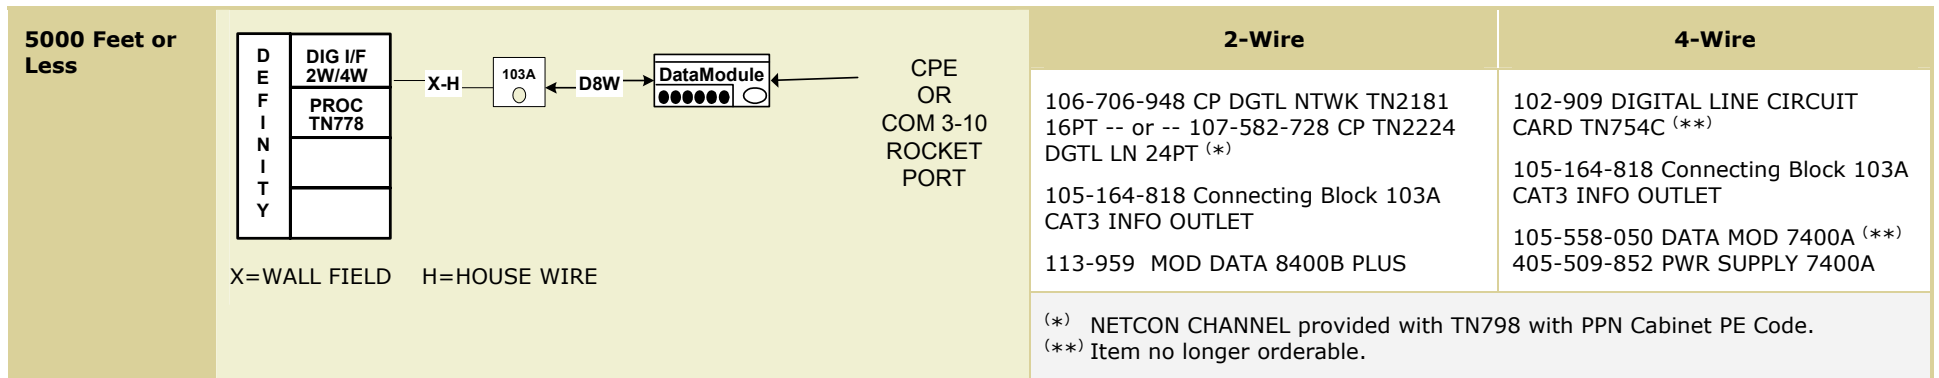 5000 Feet or
Less
DEFINITY
DIG I/F
2W/4W
PROC
TN778
X-H
103A
D8W
DataModule
CPE
OR
COM 3-10
ROCKET
PORT
X=WALL FIELD H=HOUSE WIRE
2-Wire
106-706-948 CP DGTL NTWK TN2181
16PT -- or -- 107-582-728 CP TN2224
DGTL LN 24PT (*)
105-164-818 Connecting Block 103A
CAT3 INFO OUTLET
113-959 MOD DATA 8400B PLUS
4-Wire
102-909 DIGITAL LINE CIRCUIT
CARD TN754C (**)
105-164-818 Connecting Block 103A
CAT3 INFO OUTLET
105-558-050 DATA MOD 7400A (**)
405-509-852 PWR SUPPLY 7400A
(*) NETCON CHANNEL provided with TN798 with PPN Cabinet PE Code.
(**) Item no longer orderable.